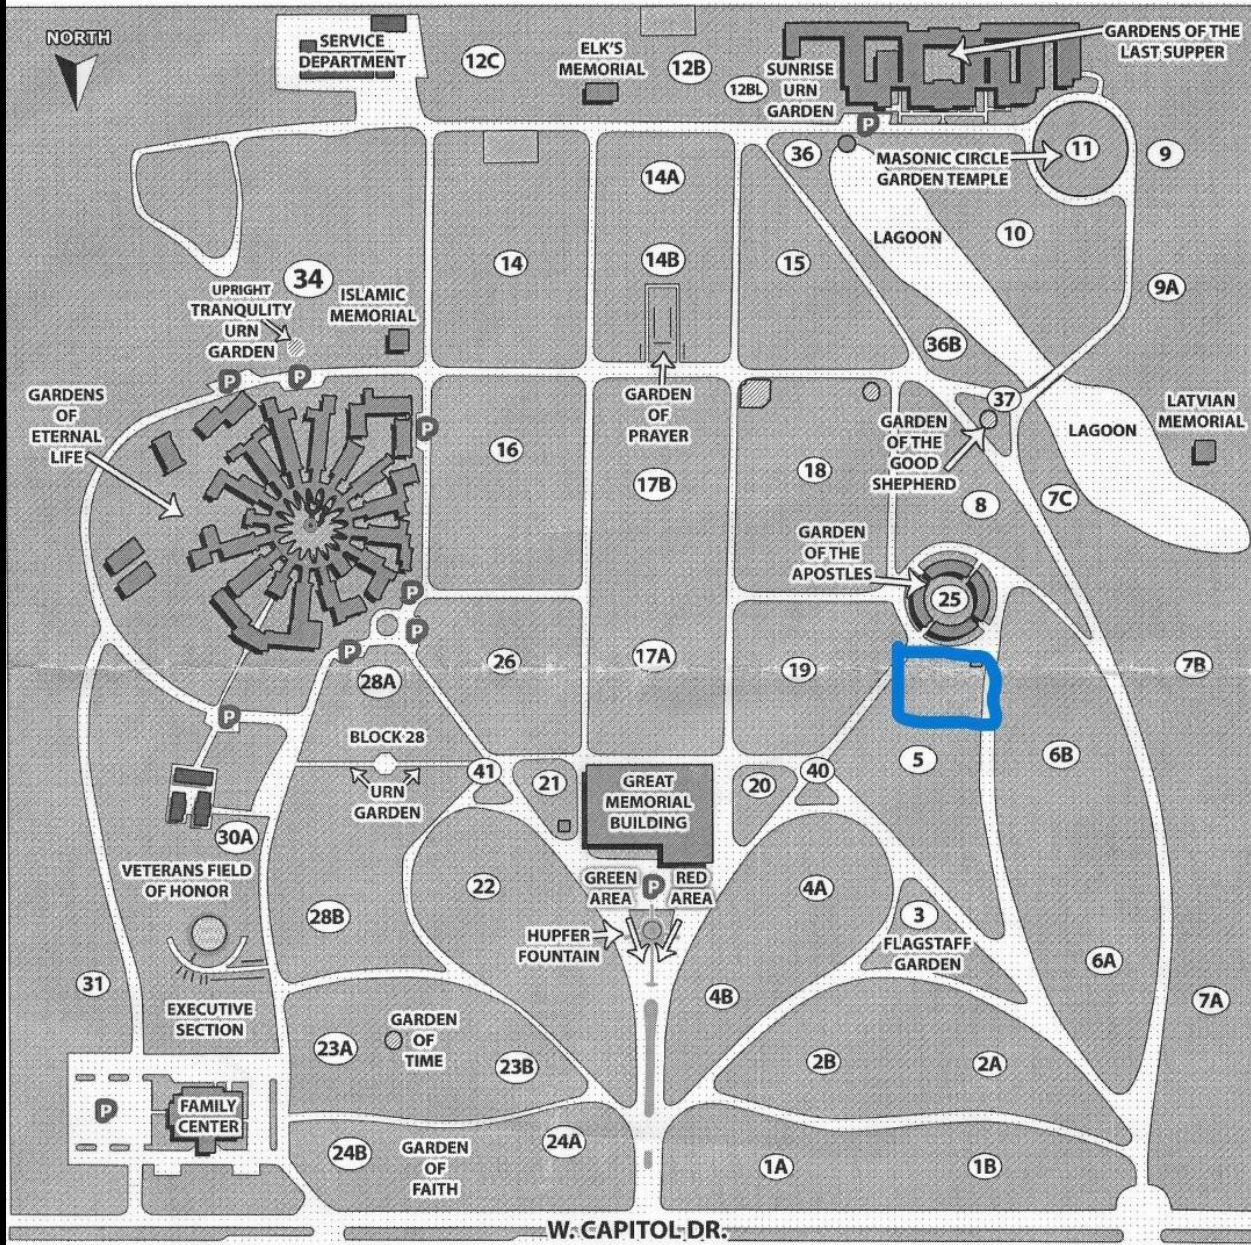 NORTH
SERVICE
DEPARTMENT
12C
ELK'S
MEMORIAL
12B
12BL
SUNRISE
URN
GARDEN
GARDENS OF THE
LAST SUPPER
P
P
36
MASONIC CIRCLE
GARDEN TEMPLE
11
9
14A
LAGOON
10
14
14B
15
34
9A
UPRIGHT
TRANQULITY
URN
GARDEN
ISLAMIC
MEMORIAL
36B
P
P
GARDENS
OF
ETERNAL
LIFE
GARDEN
OF
PRAYER
37
GARDEN
OF THE
GOOD
SHEPHERD
LAGOON
LATVIAN
MEMORIAL
P
16
17B
18
8
7C
GARDEN
OF THE
APOSTLES
25
P
P
P
26
17A
19
7B
28A
P
BLOCK 28
URN
GARDEN
41
21
GREAT
MEMORIAL
BUILDING
20
40
5
6B
30A
VETERANS FIELD
OF HONOR
22
GREEN
AREA
P
RED
AREA
4A
28B
HUPFER
FOUNTAIN
3
FLAGSTAFF
GARDEN
6A
31
4B
7A
EXECUTIVE
SECTION
23A
GARDEN
OF
TIME
23B
2B
2A
P
FAMILY
CENTER
24B
GARDEN
OF
FAITH
24A
1A
1B
W. CAPITOL DR.